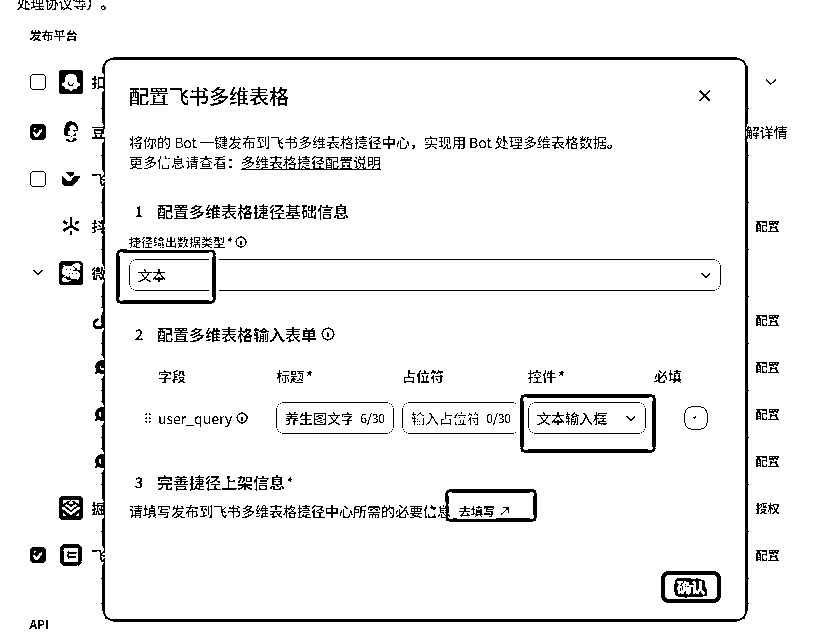 处理协议等）。
发布平台
扣
豆
解详情
飞
抖
配置
微
配置
配置
配置
配置
掘
授权
飞
配置
API
配置飞书多维表格
将你的 Bot 一键发布到飞书多维表格捷径中心，实现用 Bot 处理多维表格数据。
更多信息请查看：多维表格捷径配置说明
1 配置多维表格捷径基础信息
捷径输出数据类型*
文本
2 配置多维表格输入表单
字段 标题* 占位符 控件* 必填
user_query 养生图文字 6/30 输入占位符 0/30 文本输入框
3 完善捷径上架信息*
请填写发布到飞书多维表格捷径中心所需的必要信息 去填写
确认